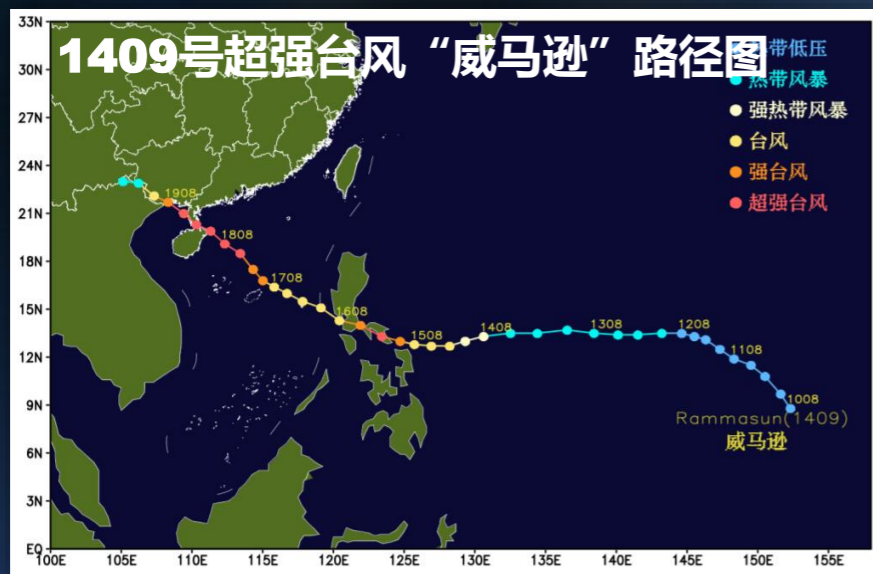 1409号超强台风“威马逊”路径图
热带低压
热带风暴
强热带风暴
台风
强台风
超强台风
33N
30N
27N
24N
21N
18N
15N
12N
9N
6N
3N
EQ
1908
1808
1708
1608
1508
1408
1308
1208
1108
1008
Rammasun(1409)
威马逊
100E 105E 110E 115E 120E 125E 130E 135E 140E 145E 150E 155E